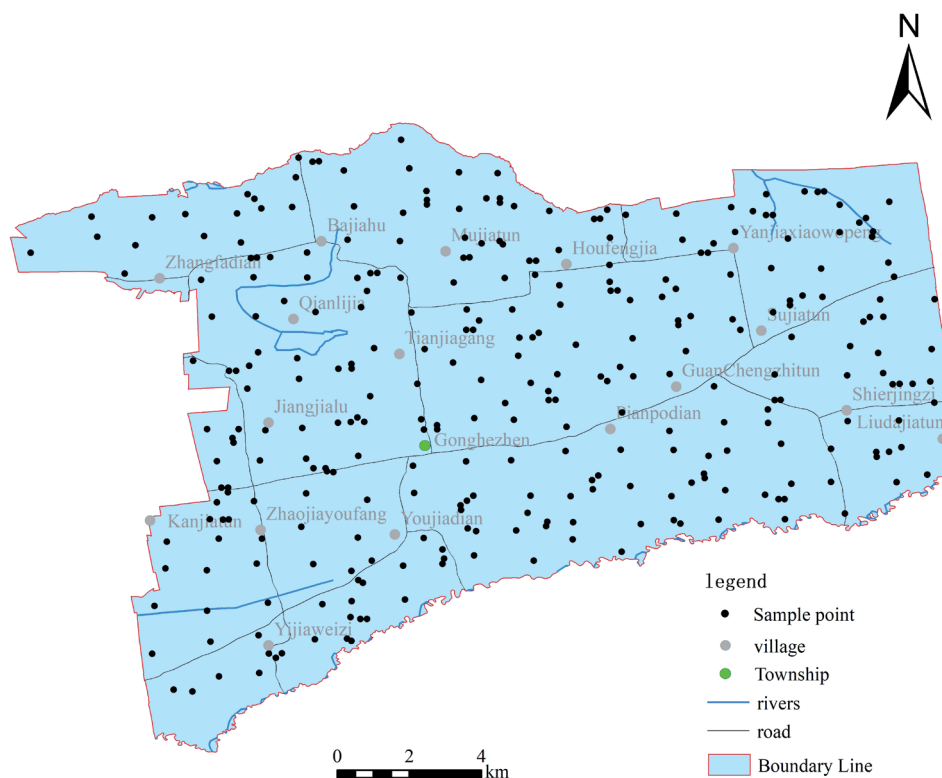 N
Bajiahu
Mujiatun
Houfengjia
Yanjiaxiaowopeng
Zhangfadian
Qianlijia
Sujiatun
Tianjiagang
GuanChengzhitun
Shierjingzi
Jiangjialu
Pianpodian
Liudajiatun
Gonghezhen
Kanjiatun
Zhaojiayoufang
Youjiadian
Yijiaweizi
legend
Sample point
village
Township
rivers
road
Boundary Line
0 2 4
km